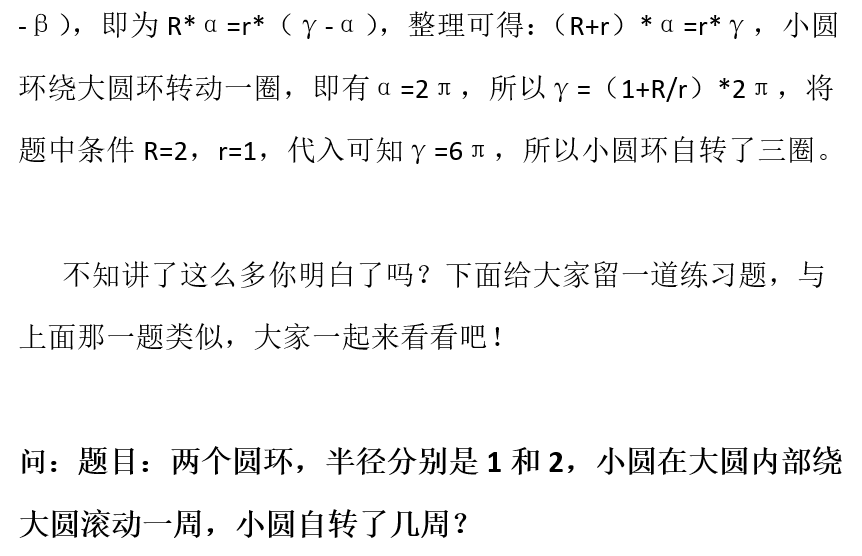 -β），即为 R*α=r*（γ-α），整理可得：（R+r）*α=r*γ，小圆
环绕大圆环转动一圈，即有α=2π，所以γ=（1+R/r）*2π，将
题中条件 R=2，r=1，代入可知γ=6π，所以小圆环自转了三圈。
不知讲了这么多你明白了吗？下面给大家留一道练习题，与
上面那一题类似，大家一起来看看吧！
问：题目：两个圆环，半径分别是 1 和 2，小圆在大圆内部绕
大圆滚动一周，小圆自转了几周？